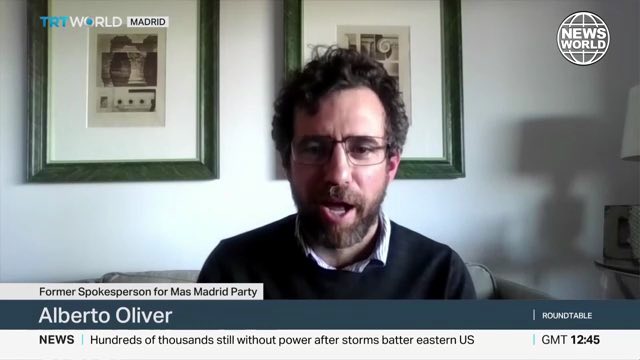 TRT WORLD
MADRID
NEWS
WORLD
Former Spokesperson for Mas Madrid Party
Alberto Oliver
ROUNDTABLE
NEWS
Hundreds of thousands still without power after storms batter eastern US
GMT 12:45